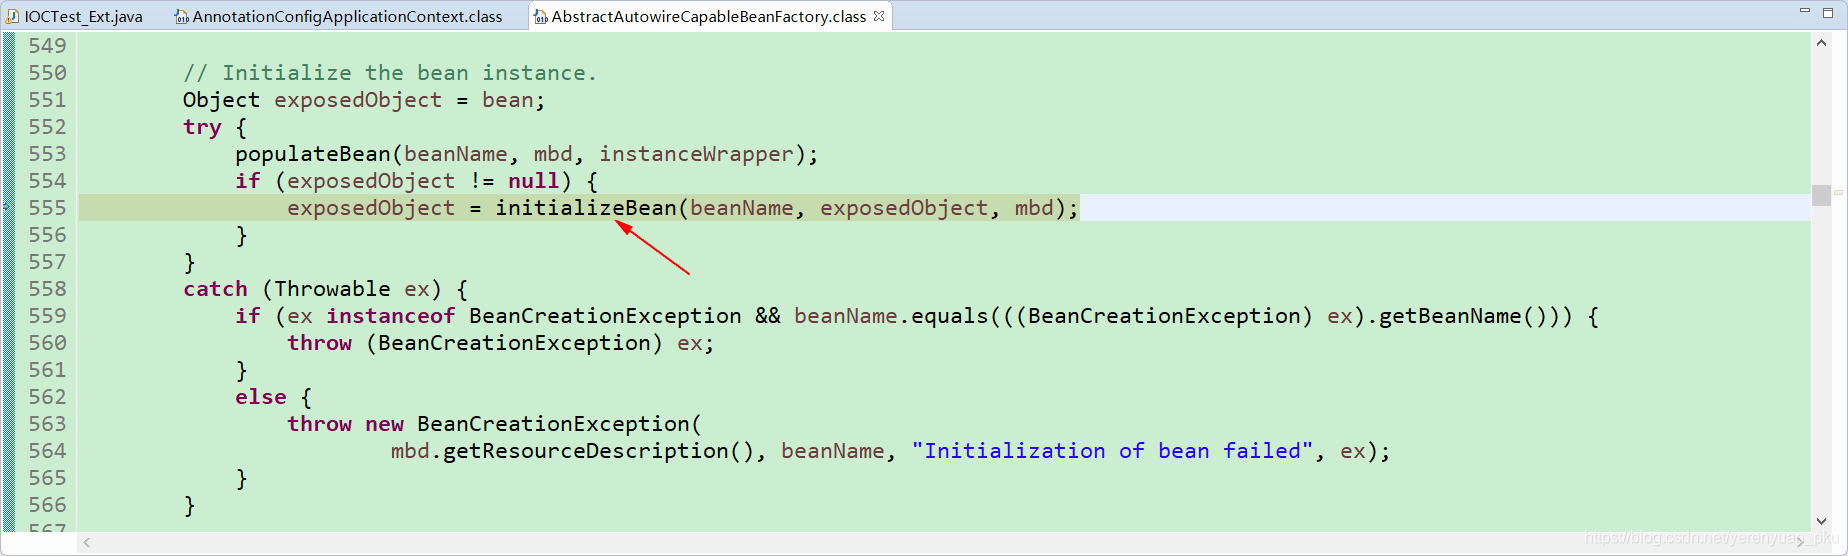 IOCTest_Ext.java AnnotationConfigApplicationContext.class AbstractAutowireCapableBeanFactory.class
549
550 // Initialize the bean instance.
551 Object exposedObject = bean;
552 try {
553 populateBean(beanName, mbd, instanceWrapper);
554 if (exposedObject != null) {
555 exposedObject = initializeBean(beanName, exposedObject, mbd);
556 }
557 }
558 catch (Throwable ex) {
559 if (ex instanceof BeanCreationException && beanName.equals(((BeanCreationException) ex).getBeanName())) {
560 throw (BeanCreationException) ex;
561 }
562 else {
563 throw new BeanCreationException(
564 mbd.getResourceDescription(), beanName, "Initialization of bean failed", ex);
565 }
566 }
567
https://blog.csdn.net/yerenyuan_pku